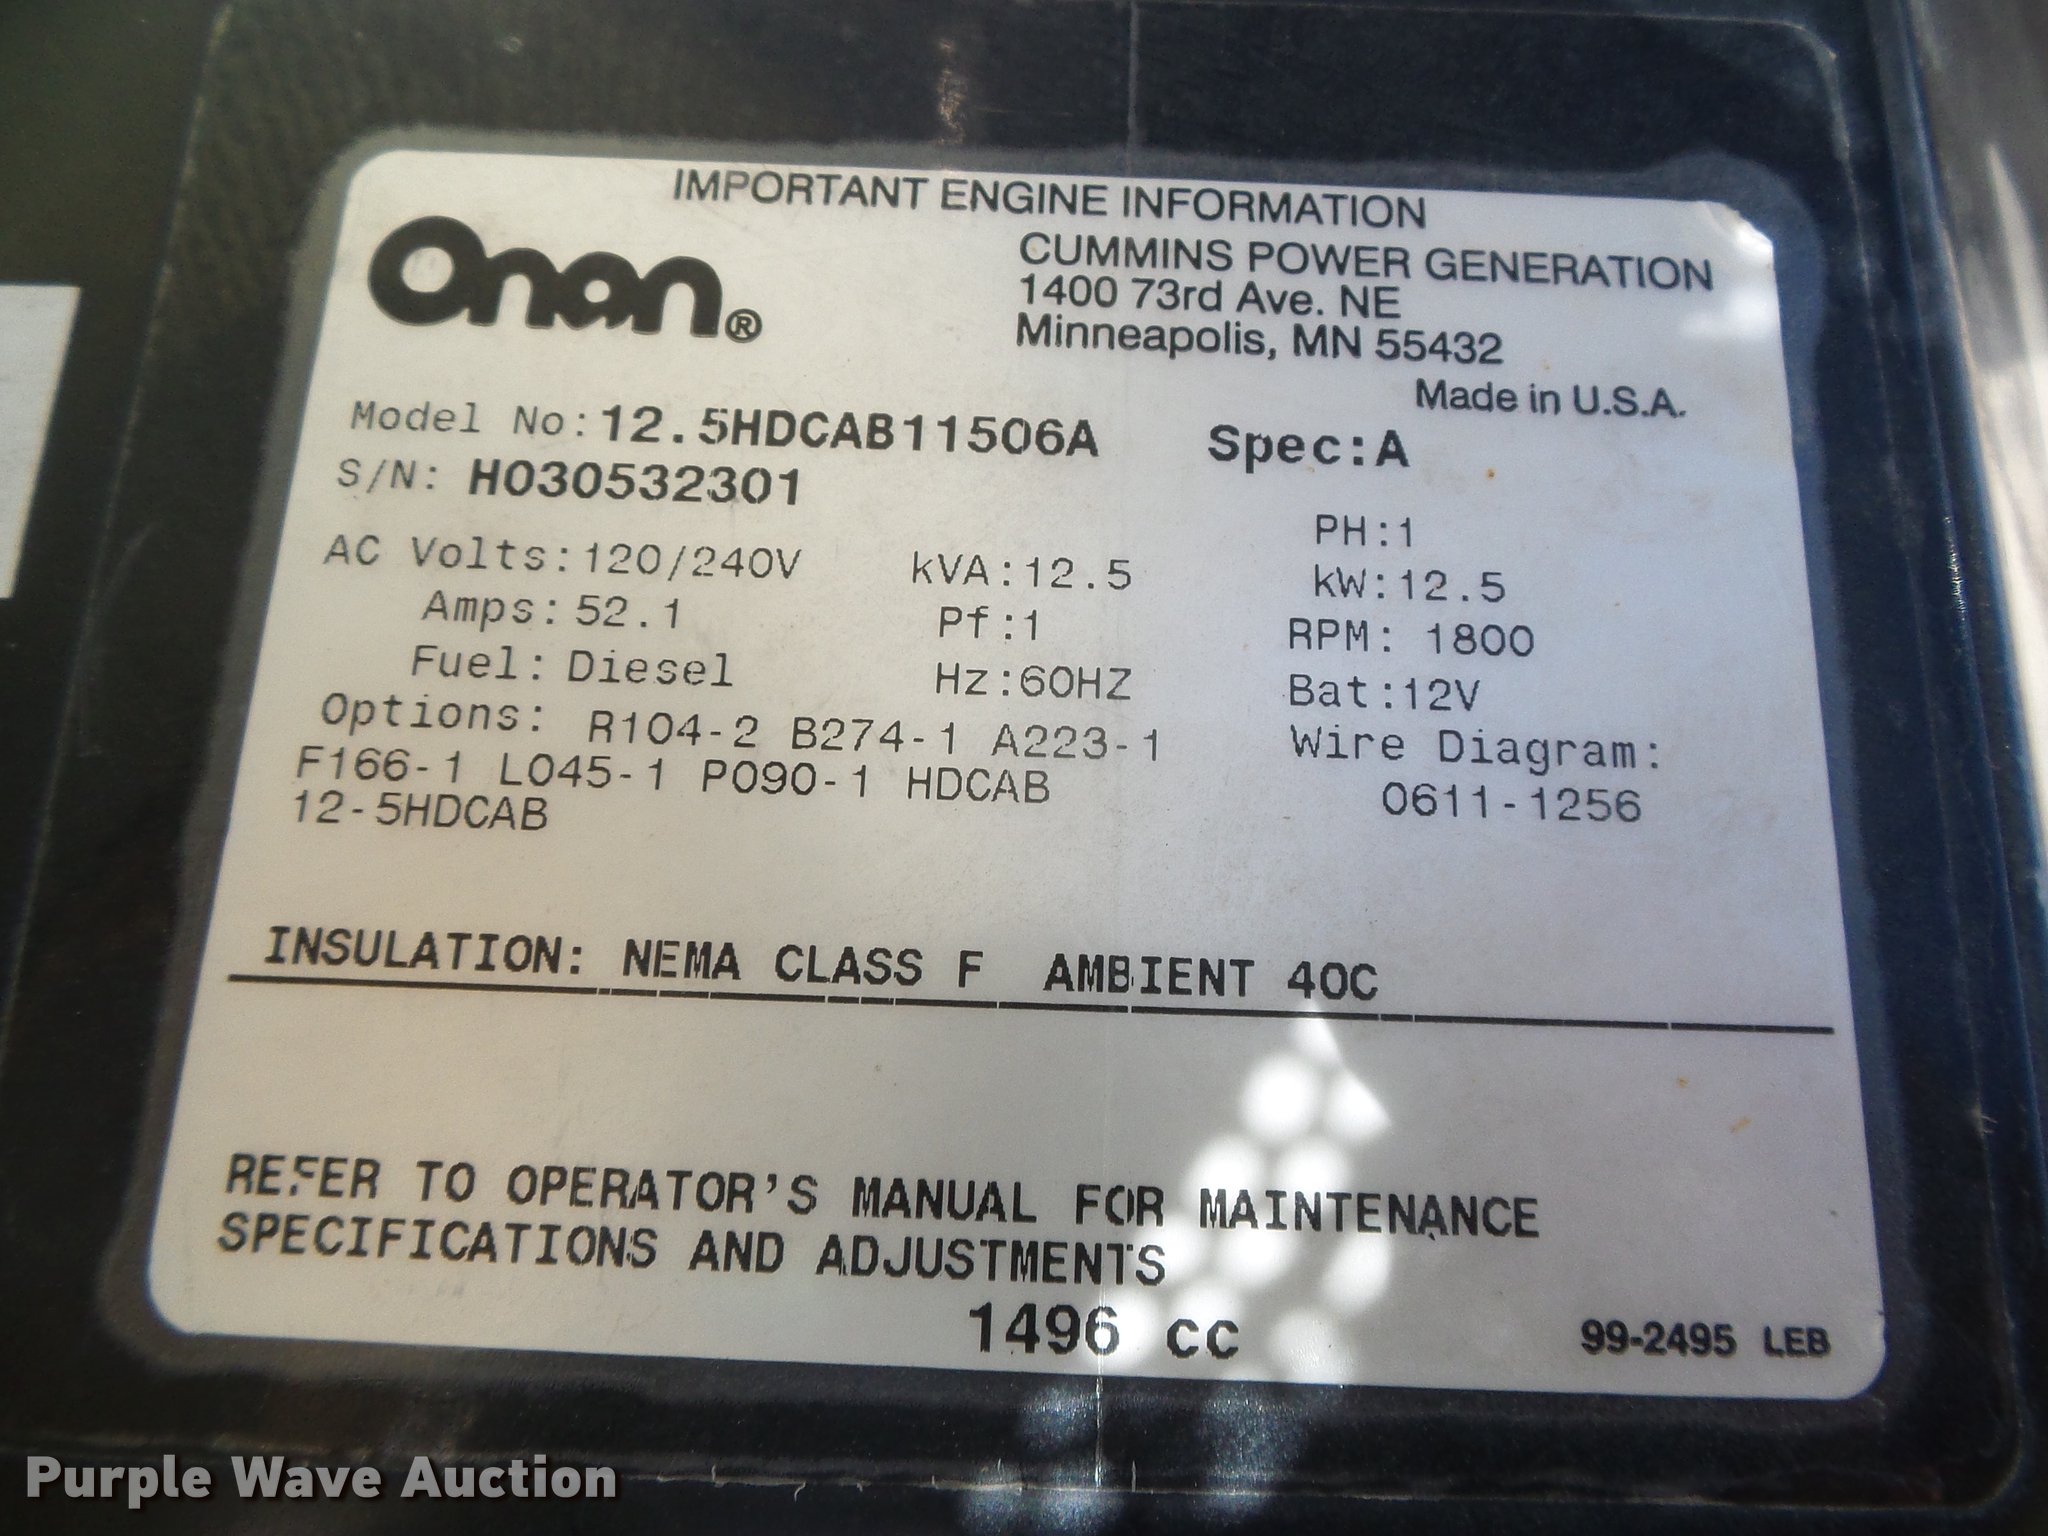 IMPORTANT ENGINE INFORMATION
Onan®
CUMMINS POWER GENERATION
1400 73rd Ave. NE
Minneapolis, MN 55432
Made in U.S.A.
Model No: 12.5HDCAB11506A Spec:A
S/N: H030532301
PH:1
AC Volts:120/240V kVA:12.5 kW:12.5
Amps:52.1 Pf:1 RPM: 1800
Fuel: Diesel Hz:60HZ Bat:12V
Options: R104-2 B274-1 A223-1 Wire Diagram:
F166-1 L045-1 P090-1 HDCAB 0611-1256
12-5HDCAB
INSULATION: NEMA CLASS F AMBIENT 40C
REFER TO OPERATOR'S MANUAL FOR MAINTENANCE
SPECIFICATIONS AND ADJUSTMENTS
1496 cc
99-2495 LEB
Purple Wave Auction